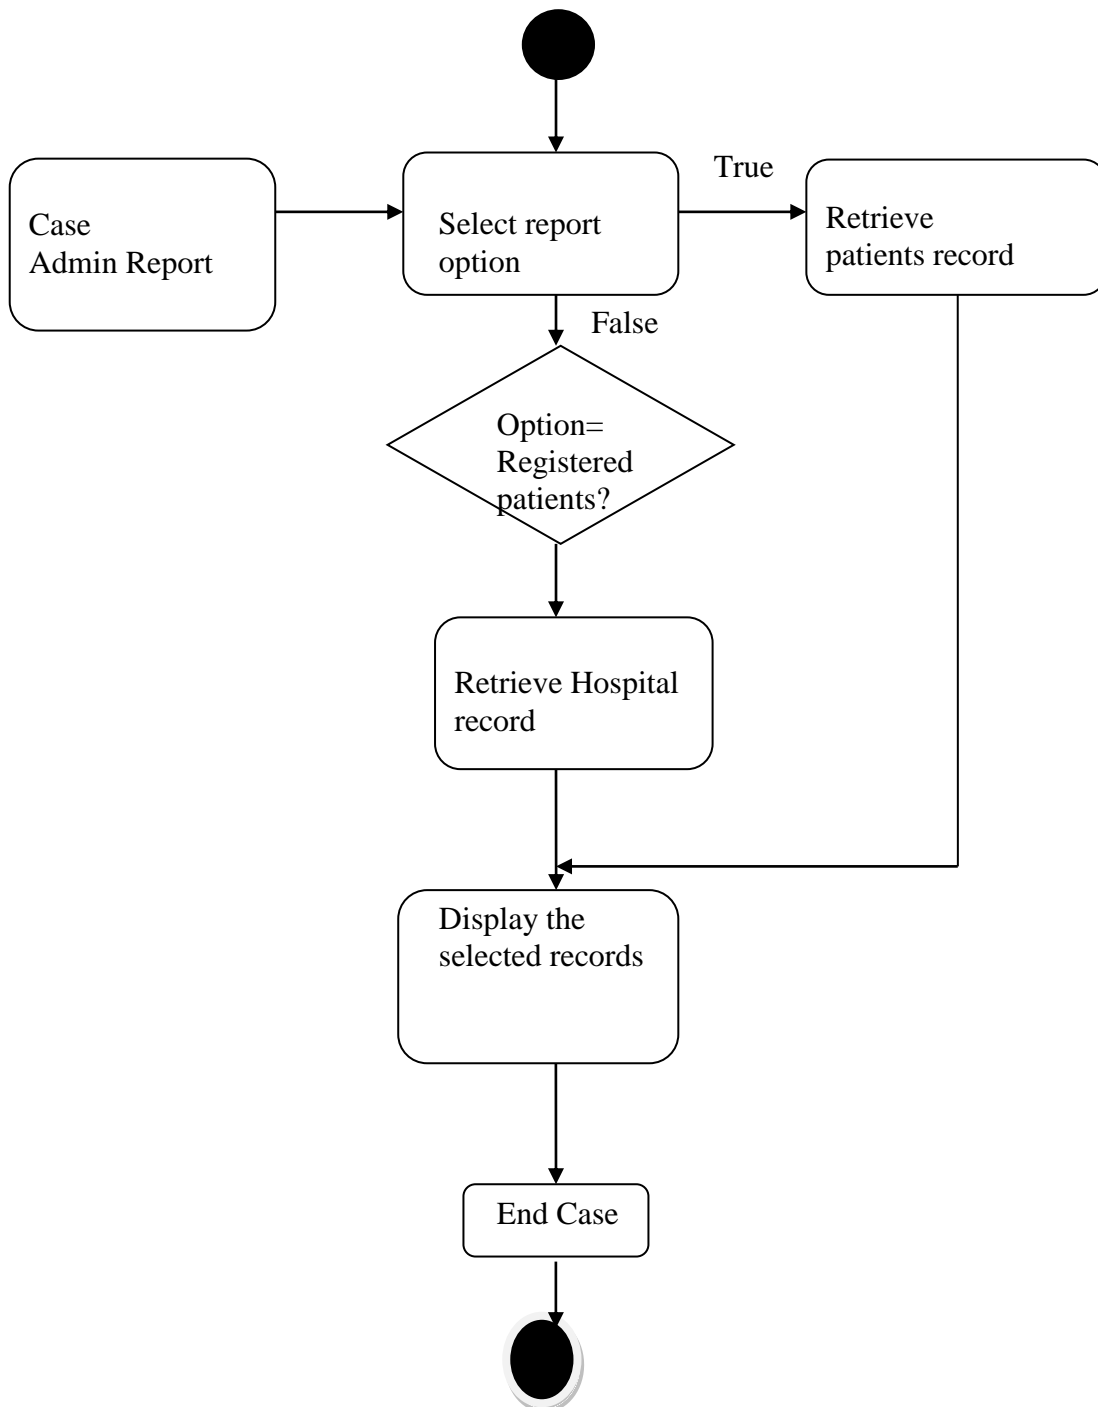 Case
Admin Report
Select report
option
True
Retrieve
patients record
False
Option=
Registered
patients?
Retrieve Hospital
record
Display the
selected records
End Case